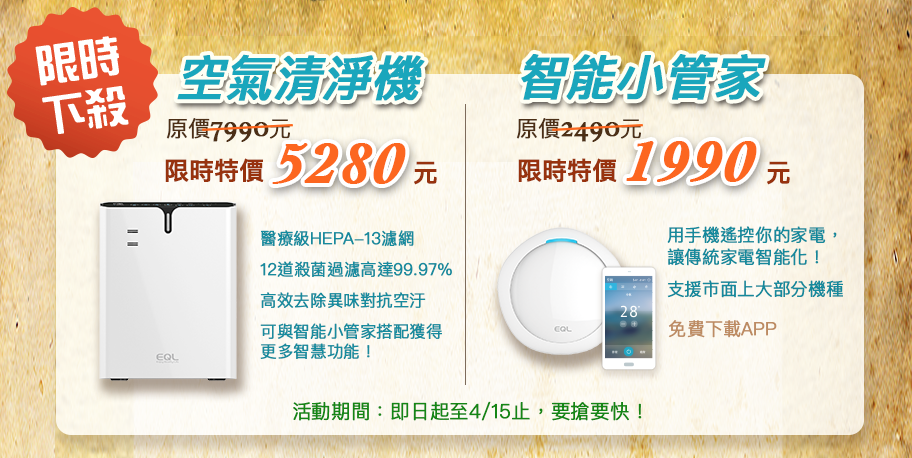 限時
下殺
空氣清淨機
原價7990元
限時特價 5280 元
醫療級HEPA-13濾網
12道殺菌過濾高達99.97%
高效去除異味對抗空汙
可與智能小管家搭配獲得
更多智慧功能！
EQL
智能小管家
原價2490元
限時特價 1990 元
用手機遙控你的家電，
讓傳統家電智能化！
支援市面上大部分機種
免費下載APP
EQL
28°
活動期間：即日起至4/15止，要搶要快！